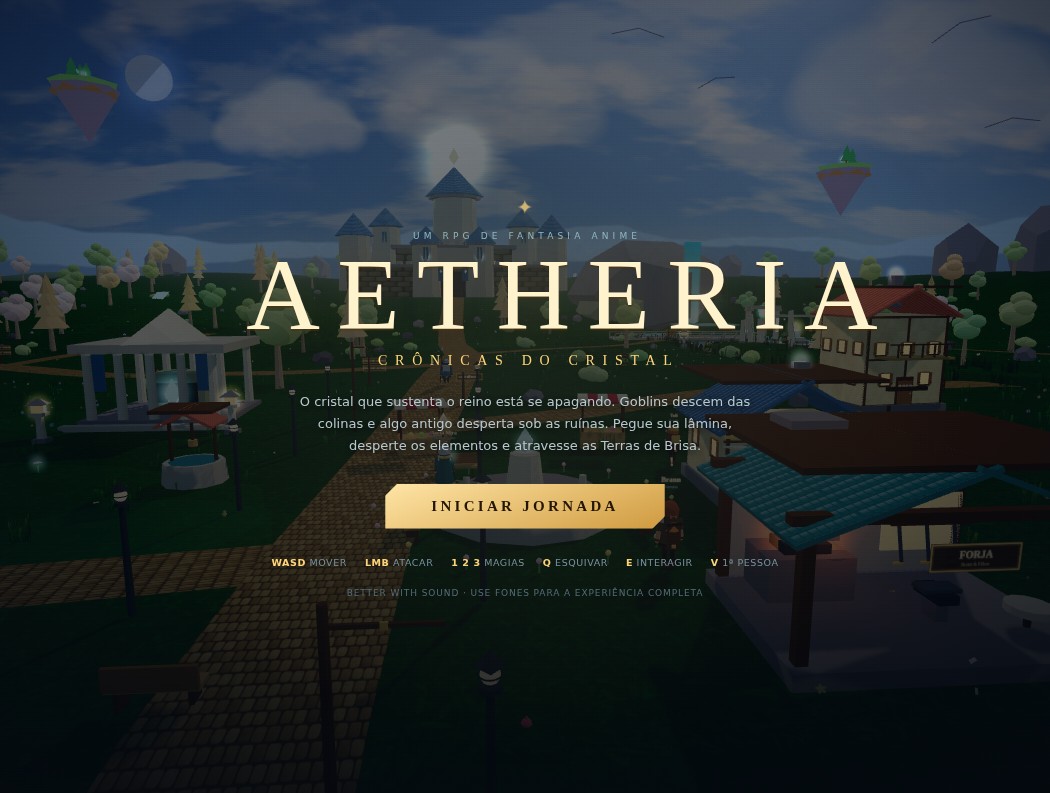 UM RPG DE FANTASIA ANIME
AETHERIA
CRÔNICAS DO CRISTAL
O cristal que sustenta o reino está se apagando. Goblins descem das
colinas e algo antigo desperta sob as ruínas. Pegue sua lâmina,
desperte os elementos e atravesse as Terras de Brisa.
INICIAR JORNADA
WASD MOVER LMB ATACAR 1 2 3 MAGIAS Q ESQUIVAR E INTERAGIR V 1ª PESSOA
BETTER WITH SOUND · USE FONES PARA A EXPERIÊNCIA COMPLETA
FORJA